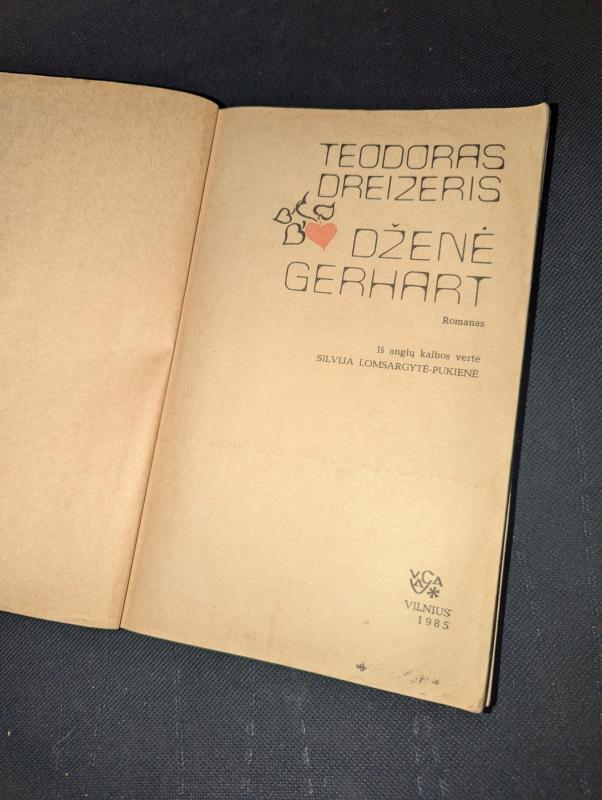 TEODORAS
DREIZERIS
DŽENĖ
GERHART
Romanas
Iš anglų kalbos vertė
SILVIJA LOMSARGYTĖ-PUKIENĖ
VILNIUS
1985